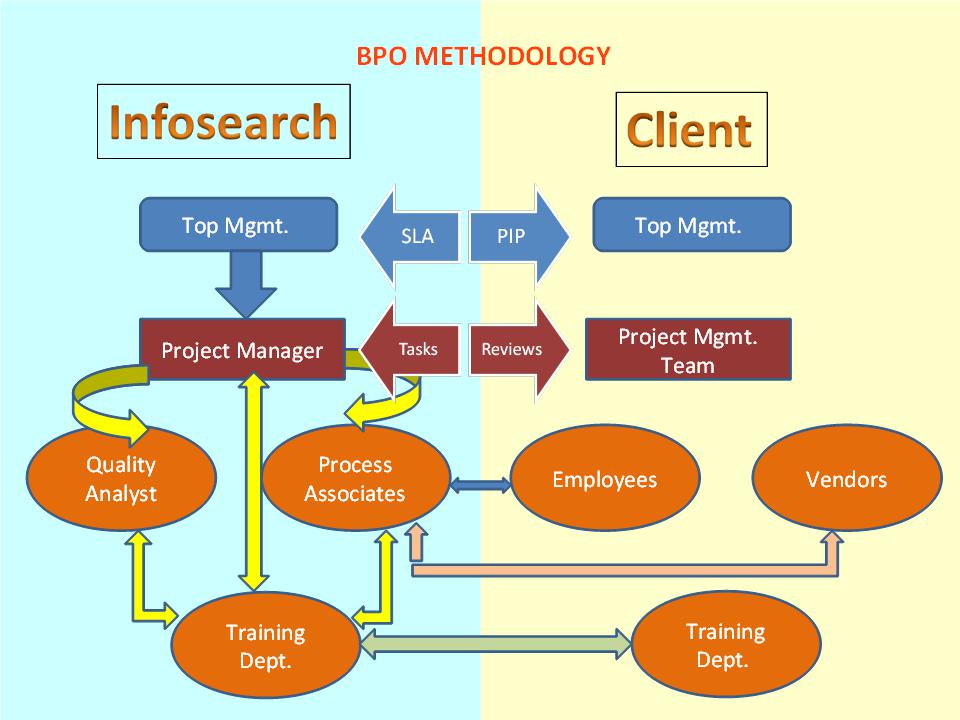 BPO METHODOLOGY
Infosearch
Client
Top Mgmt.
SLA
PIP
Top Mgmt.
Project Manager
Tasks
Reviews
Project Mgmt.
Team
Quality
Analyst
Process
Associates
Employees
Vendors
Training
Dept.
Training
Dept.